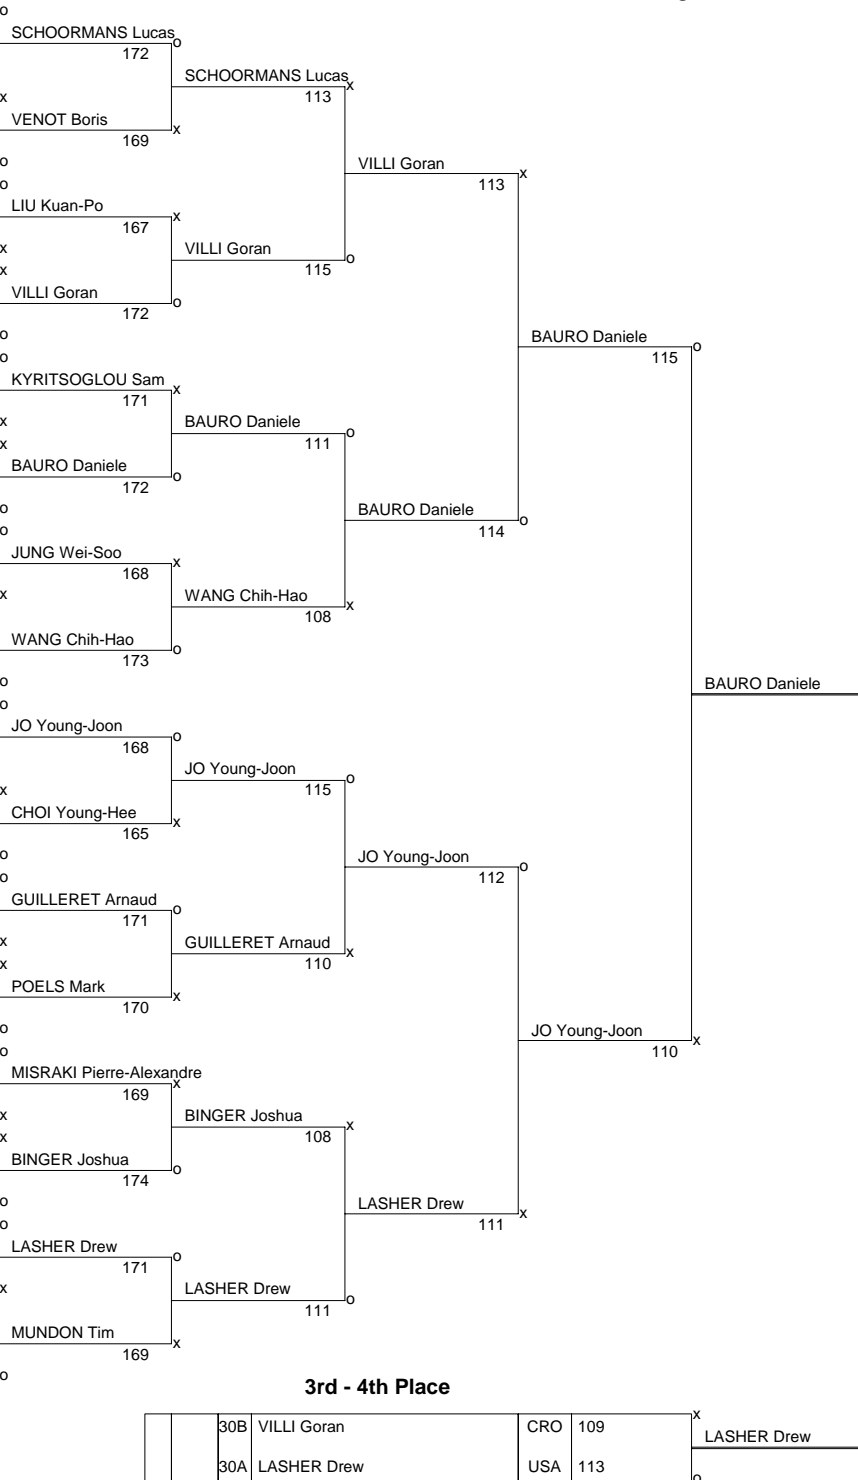 o
SCHOORMANS Lucas
o
172
SCHOORMANS Lucas
x
x
113
VENOT Boris
x
169
o
VILLI Goran
x
o
113
LIU Kuan-Po
x
167
x
VILLI Goran
o
x
115
VILLI Goran
o
172
o
BAURO Daniele
o
o
115
KYRITSOGLOU Sam
x
171
x
BAURO Daniele
o
x
111
BAURO Daniele
o
172
o
BAURO Daniele
o
o
114
JUNG Wei-Soo
x
168
x
WANG Chih-Hao
x
108
WANG Chih-Hao
o
173
o
BAURO Daniele
o
JO Young-Joon
o
168
JO Young-Joon
o
x
115
CHOI Young-Hee
x
165
o
JO Young-Joon
o
o
112
GUILLERET Arnaud
o
171
x
GUILLERET Arnaud
x
x
110
POELS Mark
x
170
o
JO Young-Joon
x
o
110
MISRAKI Pierre-Alexandre
x
169
x
BINGER Joshua
x
x
108
BINGER Joshua
o
174
o
LASHER Drew
x
o
111
LASHER Drew
o
171
x
LASHER Drew
o
111
MUNDON Tim
x
169
o
3rd - 4th Place
x
30B VILLI Goran CRO 109
LASHER Drew
30A LASHER Drew USA 113
o